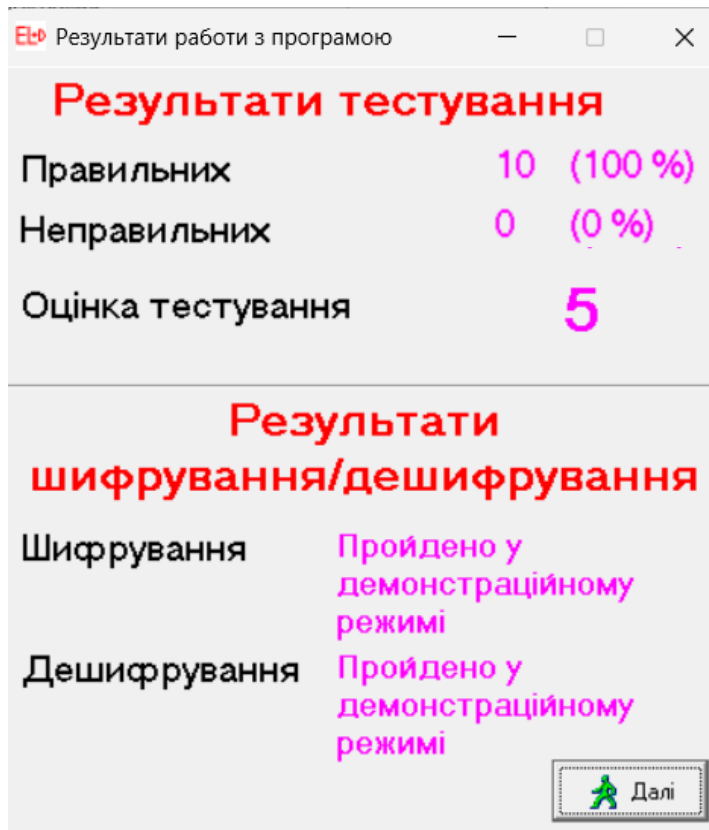 Результати работи з програмою
Результати тестування
Правильних 10 (100 %)
Неправильних 0 (0 %)
Оцінка тестування 5
Результати
шифрування/дешифрування
Шифрування Пройдено у
демонстраційному
режимі
Дешифрування Пройдено у
демонстраційному
режимі
Далі